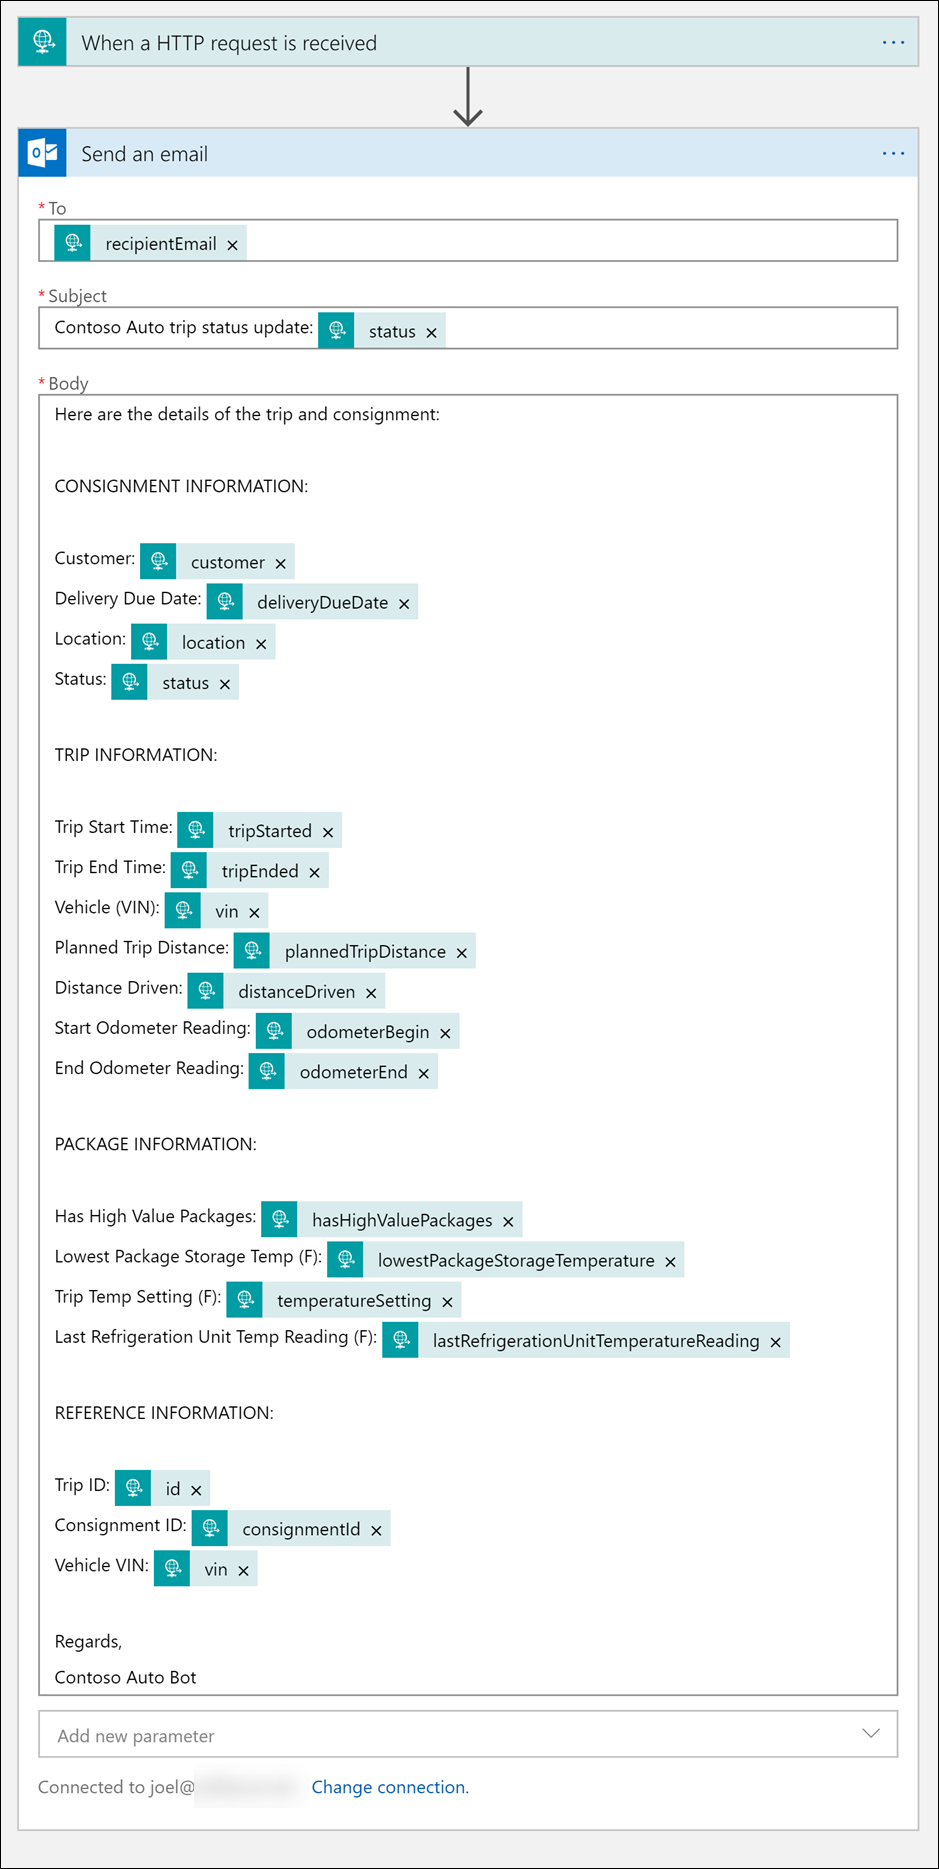 When a HTTP request is received ...
Send an email ...
* To
recipientEmail ×
* Subject
Contoso Auto trip status update: status ×
* Body
Here are the details of the trip and consignment:
CONSIGNMENT INFORMATION:
Customer: customer ×
Delivery Due Date: deliveryDueDate ×
Location: location ×
Status: status ×
TRIP INFORMATION:
Trip Start Time: tripStarted ×
Trip End Time: tripEnded ×
Vehicle (VIN): vin ×
Planned Trip Distance: plannedTripDistance ×
Distance Driven: distanceDriven ×
Start Odometer Reading: odometerBegin ×
End Odometer Reading: odometerEnd ×
PACKAGE INFORMATION:
Has High Value Packages: hasHighValuePackages ×
Lowest Package Storage Temp (F): lowestPackageStorageTemperature ×
Trip Temp Setting (F): temperatureSetting ×
Last Refrigeration Unit Temp Reading (F): lastRefrigerationUnitTemperatureReading ×
REFERENCE INFORMATION:
Trip ID: id ×
Consignment ID: consignmentId ×
Vehicle VIN: vin ×
Regards,
Contoso Auto Bot
Add new parameter
Connected to joel@ Change connection.